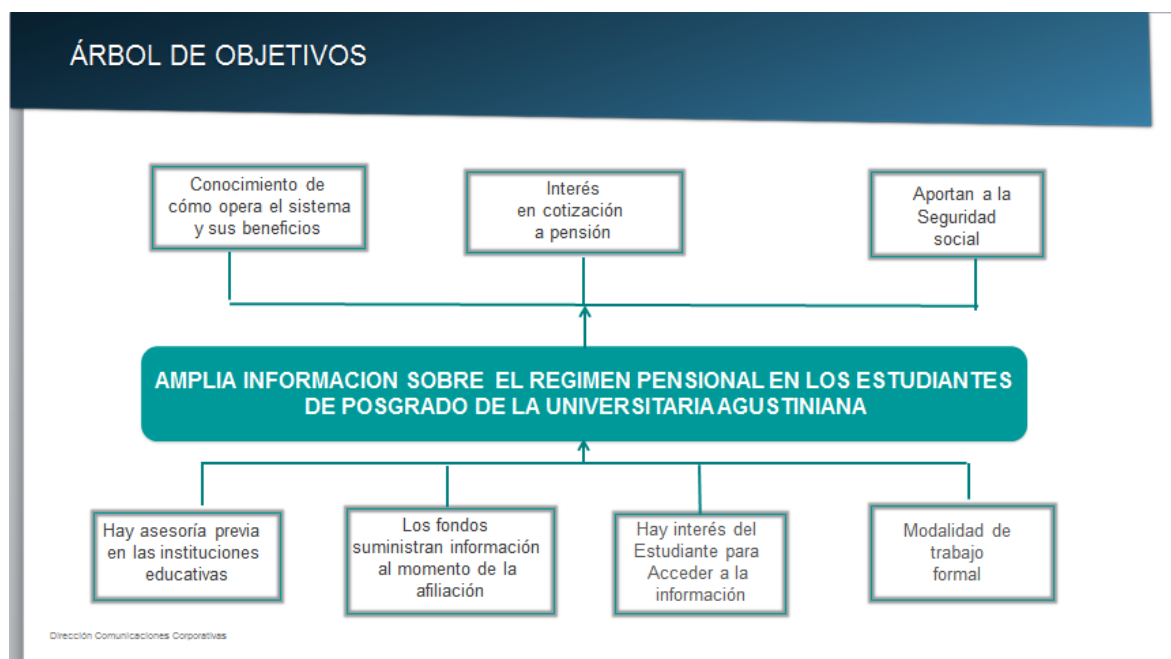 ÁRBOL DE OBJETIVOS
Conocimiento de
cómo opera el sistema
y sus beneficios
Interés
en cotización
a pensión
Aportan a la
Seguridad
social
AMPLIA INFORMACION SOBRE EL REGIMEN PENSIONAL EN LOS ESTUDIANTES
DE POSGRADO DE LA UNIVERSITARIA AGUSTINIANA
Hay asesoría previa
en las instituciones
educativas
Los fondos
suministran información
al momento de la
afiliación
Hay interés del
Estudiante para
Acceder a la
información
Modalidad de
trabajo
formal
Dirección Comunicaciones Corporativas